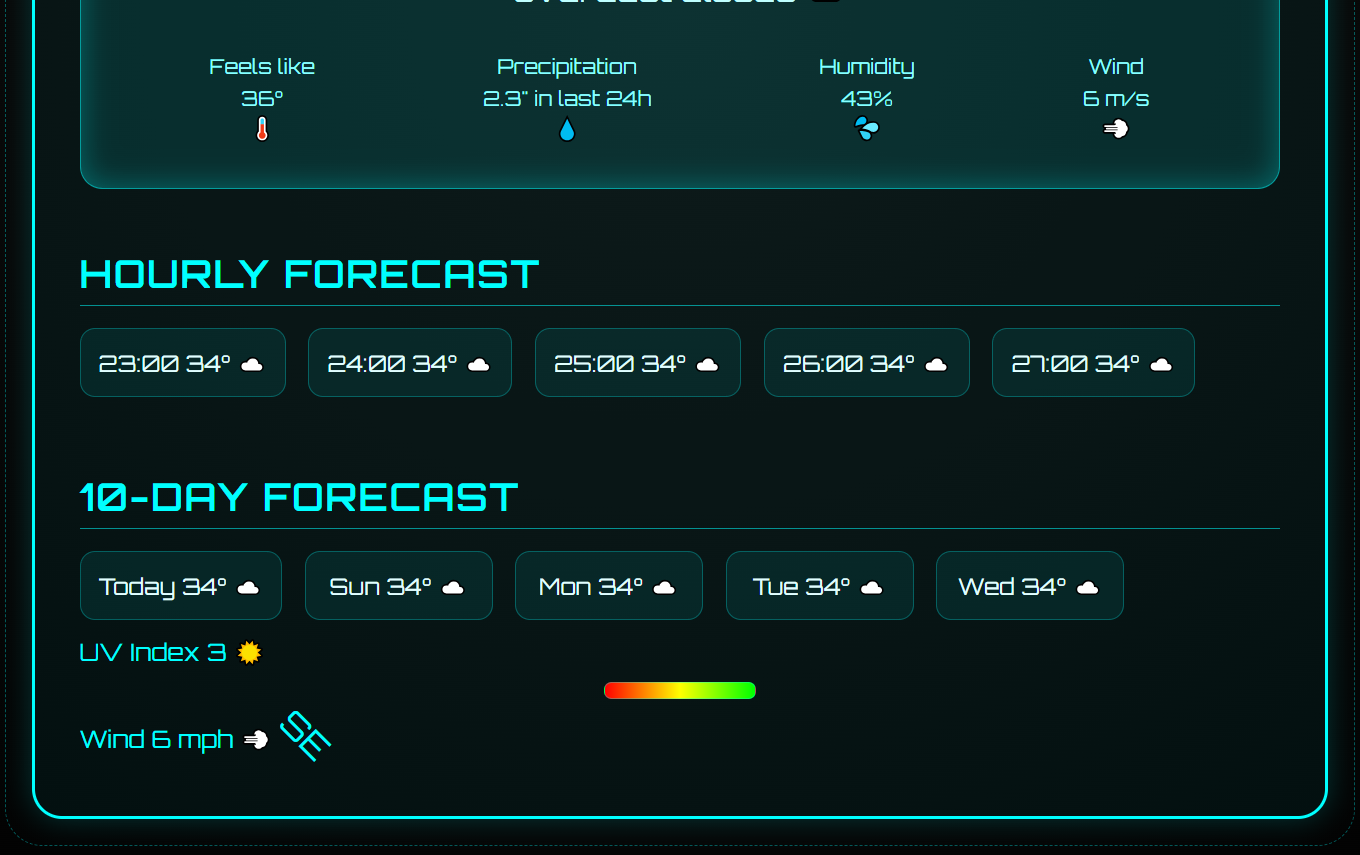 Feels like
36°
Precipitation
2.3" in last 24h
Humidity
43%
Wind
6 m/s
HOURLY FORECAST
23:00 34°
24:00 34°
25:00 34°
26:00 34°
27:00 34°
10-DAY FORECAST
Today 34°
Sun 34°
Mon 34°
Tue 34°
Wed 34°
UV Index 3
Wind 6 mph SE